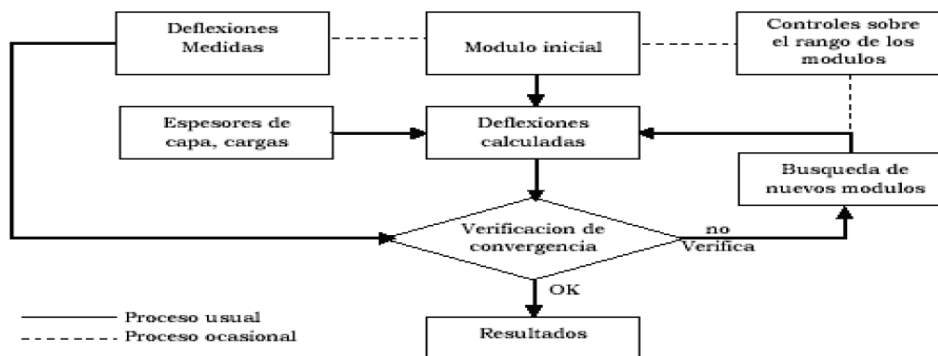 Deflexiones
Medidas
Modulo inicial
Controles sobre
el rango de los
modulos
Espesores de
capa, cargas
Deflexiones
calculadas
Busqueda de
nuevos modulos
Verificacion de
convergencia
no
Verifica
OK
Proceso usual
Proceso ocasional
Resultados